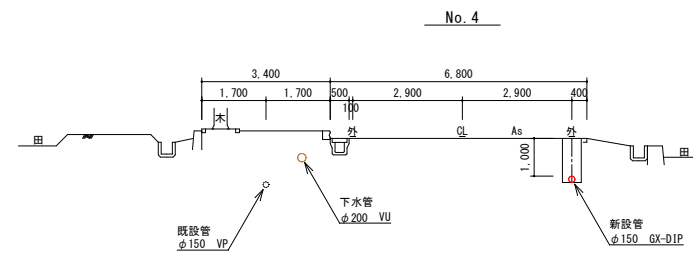 No.4
3,400 6,800
1,700 1,700 500 2,900 2,900 400
100
木 外 CL As 外
田 1,000 田
下水管
φ200 VU
既設管
φ150 VP
新設管
φ150 GX-DIP